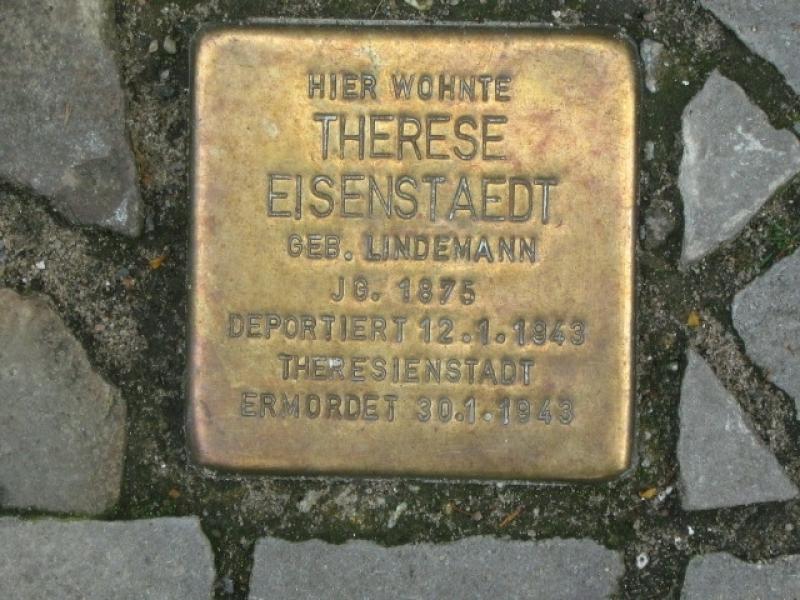 HIER WOHNTE
THERESE
EISENSTAEDT
GEB. LINDEMANN
JG. 1875
DEPORTIERT 12.1.1943
THERESIENSTADT
ERMORDET 30.1.1943